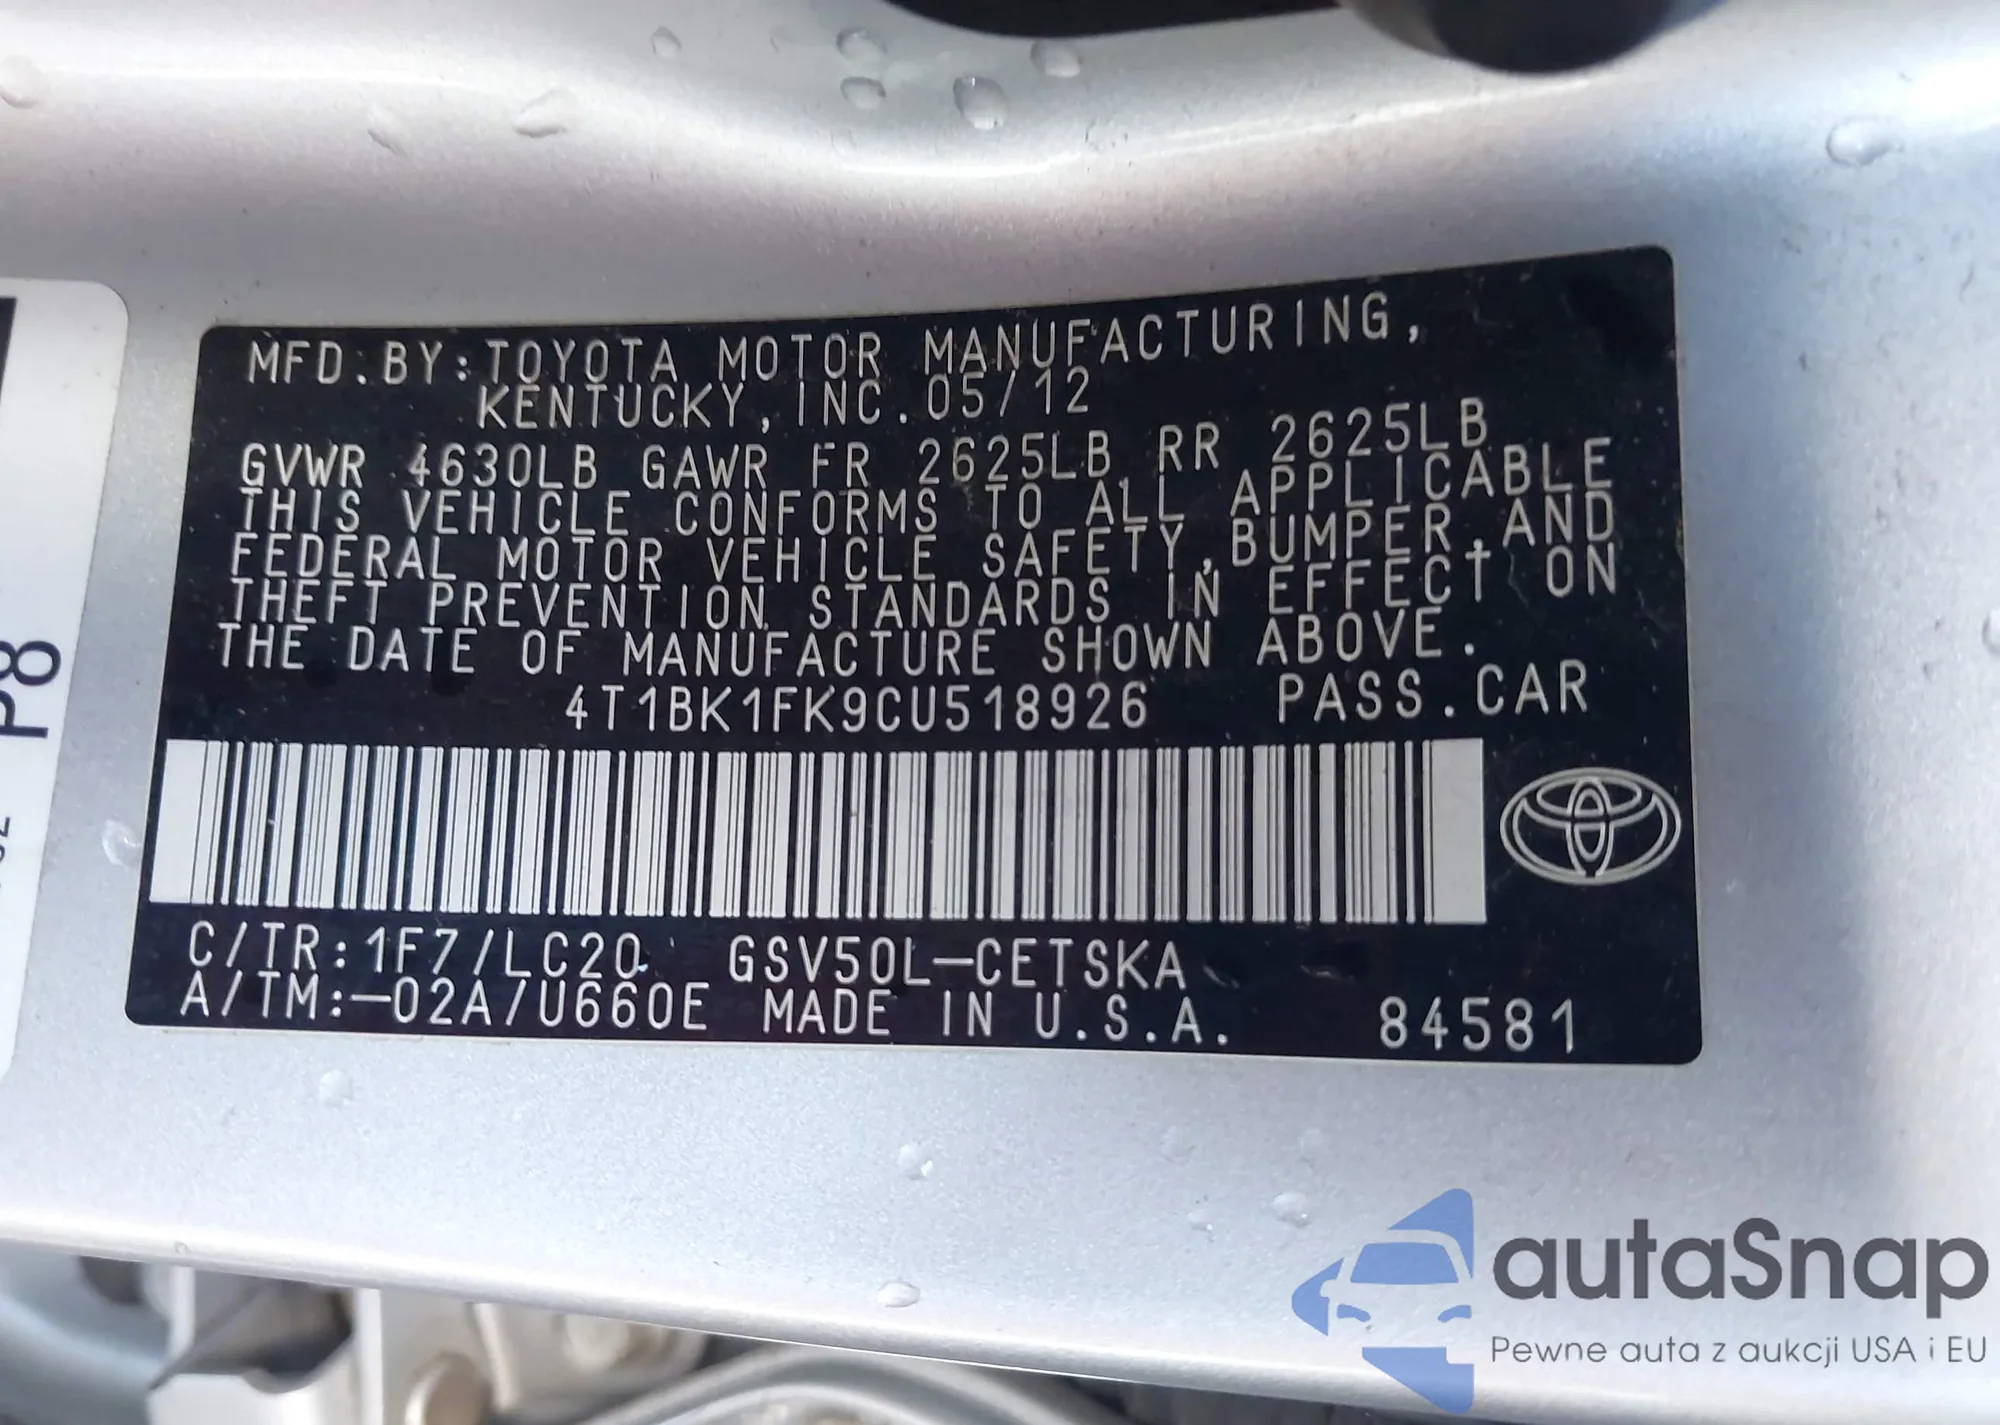 MFD.BY:TOYOTA MOTOR MANUFACTURING,
KENTUCKY, INC. 05/12
GVWR 4630LB GAWR FR 2625LB RR 2625LB
THIS VEHICLE CONFORMS TO ALL APPLICABLE
FEDERAL MOTOR VEHICLE SAFETY, BUMPER, AND
THEFT PREVENTION STANDARDS IN EFFECT ON
THE DATE OF MANUFACTURE SHOWN ABOVE.
4T1BK1FK9CU518926 PASS.CAR
C/TR:1F7/LC20 GSV50L-CETSKA
A/TM:-02A/U660E MADE IN U.S.A. 84581
P8
autaSnap
Pewne auta z aukcji USA i EU